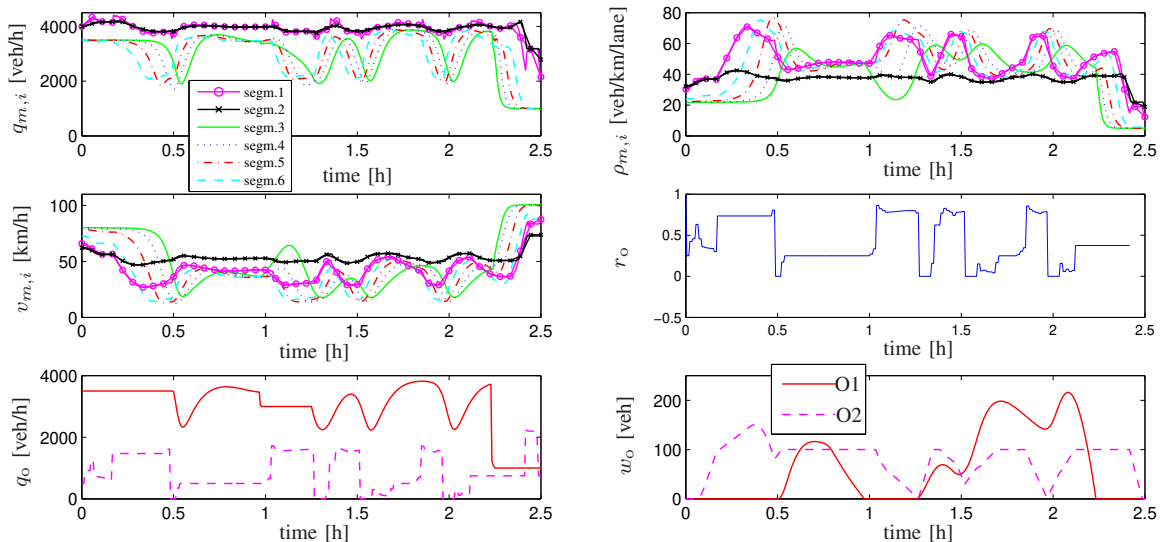 4000
2000
0
0
0.5
1
1.5
2
2.5
time [h]
q_{m,i} [veh/h]
segm.1
segm.2
segm.3
segm.4
segm.5
segm.6
80
60
40
20
0
0
0.5
1
1.5
2
2.5
time [h]
ρ_{m,i} [veh/km/lane]
100
50
0
0
0.5
1
1.5
2
2.5
time [h]
v_{m,i} [km/h]
1
0.5
0
−0.5
0
0.5
1
1.5
2
2.5
time [h]
r_o
4000
2000
0
0
0.5
1
1.5
2
2.5
time [h]
q_o [veh/h]
200
100
0
0
0.5
1
1.5
2
2.5
time [h]
w_o [veh]
O1
O2